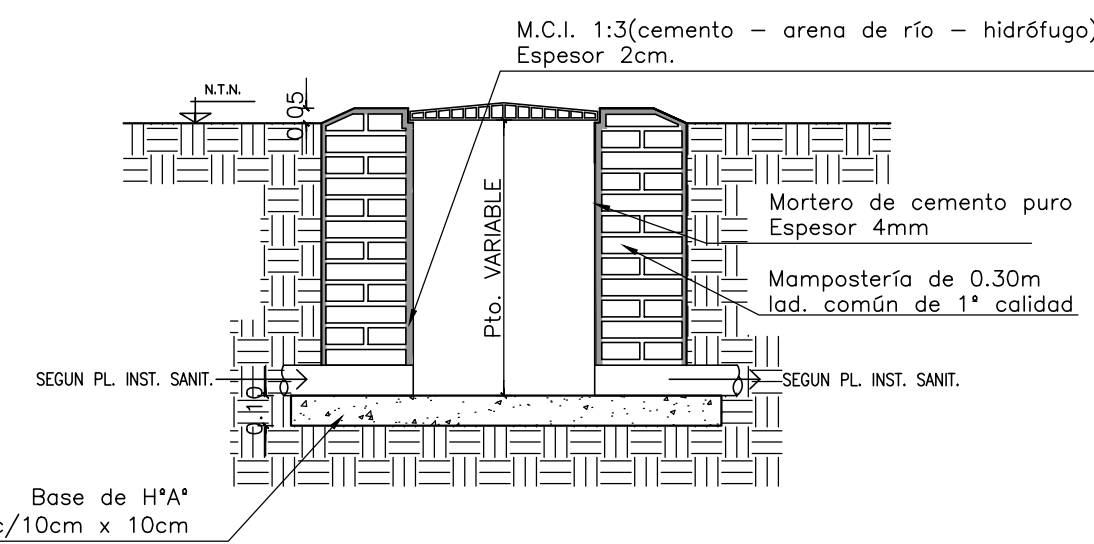 M.C.I. 1:3(cemento – arena de río – hidrófugo)
Espesor 2cm.
N.T.N.
0.05
Pto. VARIABLE
Mortero de cemento puro
Espesor 4mm
Mampostería de 0.30m
lad. común de 1ª calidad
SEGUN PL. INST. SANIT.
SEGUN PL. INST. SANIT.
0.10
Base de HªAª
c/10cm x 10cm